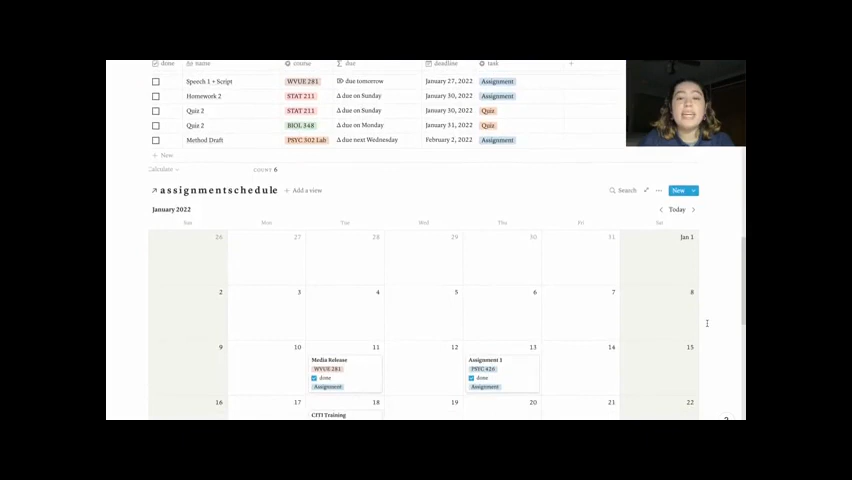 done name course due deadline task +
Speech 1 + Script WVUE 281 due tomorrow January 27, 2022 Assignment
Homework 2 STAT 211 Δ due on Sunday January 30, 2022 Assignment
Quiz 2 STAT 211 Δ due on Sunday January 30, 2022 Quiz
Quiz 2 BIOL 348 Δ due on Monday January 31, 2022 Quiz
Method Draft PSYC 302 Lab Δ due next Wednesday February 2, 2022 Assignment
+ New
Calculate COUNT 6
↗ assignmentschedule + Add a view Search ... New
January 2022 < Today >
Sun Mon Tue Wed Thu Fri Sat
26 27 28 29 30 31 Jan 1
2 3 4 5 6 7 8
9 10 11 12 13 14 15
Media Release Assignment 1
WVUE 281 PSYC 426
done done
Assignment Assignment
16 17 18 19 20 21 22
CITI Training